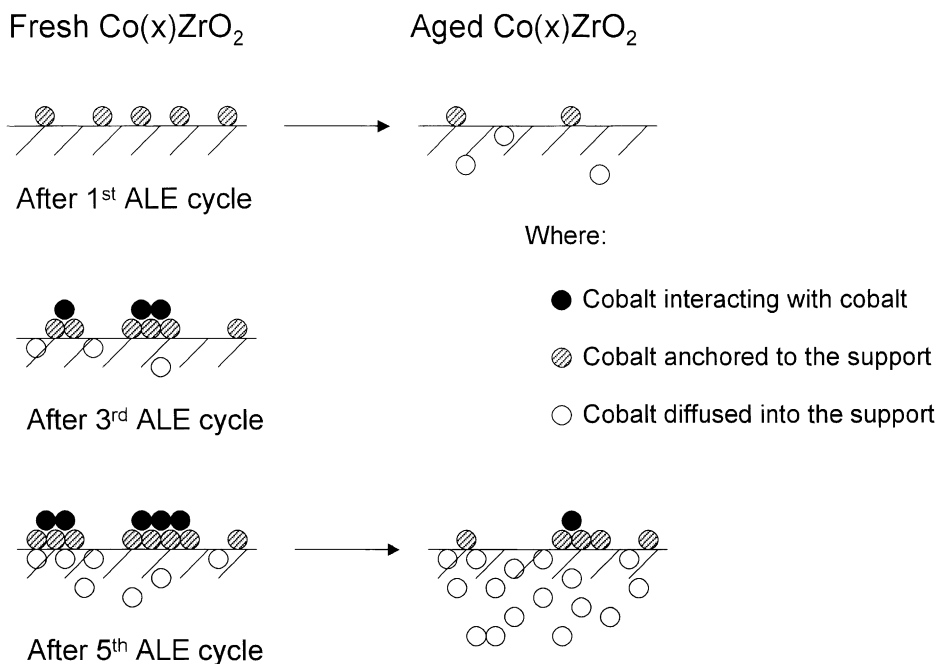 Fresh Co(x)ZrO₂
Aged Co(x)ZrO₂
After 1ˢᵗ ALE cycle
Where:
Cobalt interacting with cobalt
Cobalt anchored to the support
After 3ʳᵈ ALE cycle
Cobalt diffused into the support
After 5ᵗʰ ALE cycle